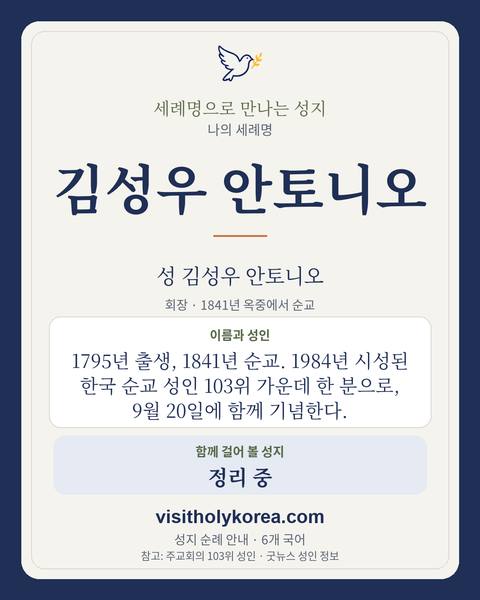 세례명으로 만나는 성지
나의 세례명
김성우 안토니오
성 김성우 안토니오
회장 · 1841년 옥중에서 순교
이름과 성인
1795년 출생, 1841년 순교. 1984년 시성된
한국 순교 성인 103위 가운데 한 분으로,
9월 20일에 함께 기념한다.
함께 걸어 볼 성지
정리 중
visitholykorea.com
성지 순례 안내 · 6개 국어
참고: 주교회의 103위 성인 · 굿뉴스 성인 정보